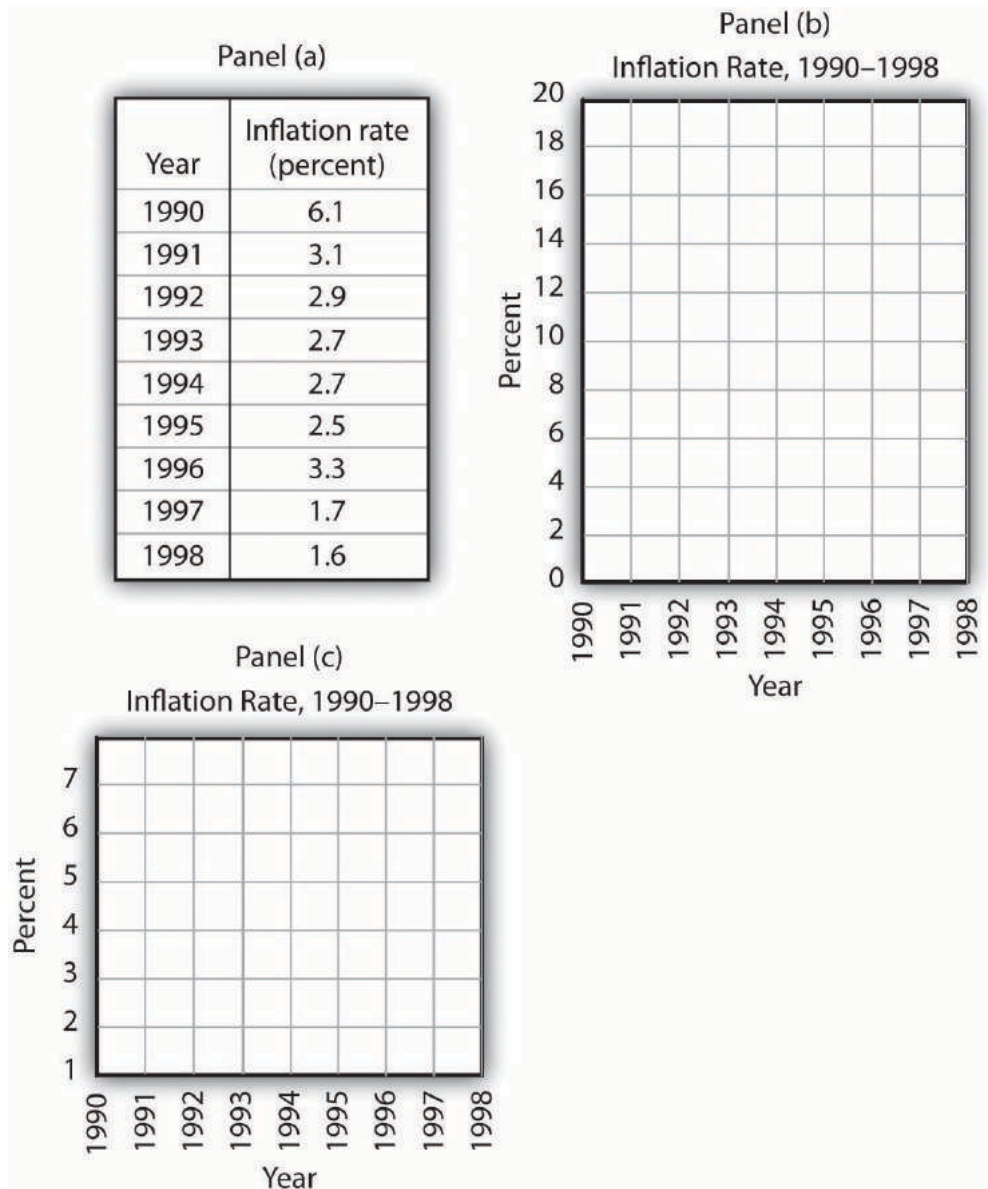 Panel (a)
Year Inflation rate (percent)
1990 6.1
1991 3.1
1992 2.9
1993 2.7
1994 2.7
1995 2.5
1996 3.3
1997 1.7
1998 1.6
Panel (b)
Inflation Rate, 1990–1998
20
18
16
14
12
10
8
6
4
2
0
Percent
1990 1991 1992 1993 1994 1995 1996 1997 1998
Year
Panel (c)
Inflation Rate, 1990–1998
7
6
5
4
3
2
1
Percent
1990 1991 1992 1993 1994 1995 1996 1997 1998
Year